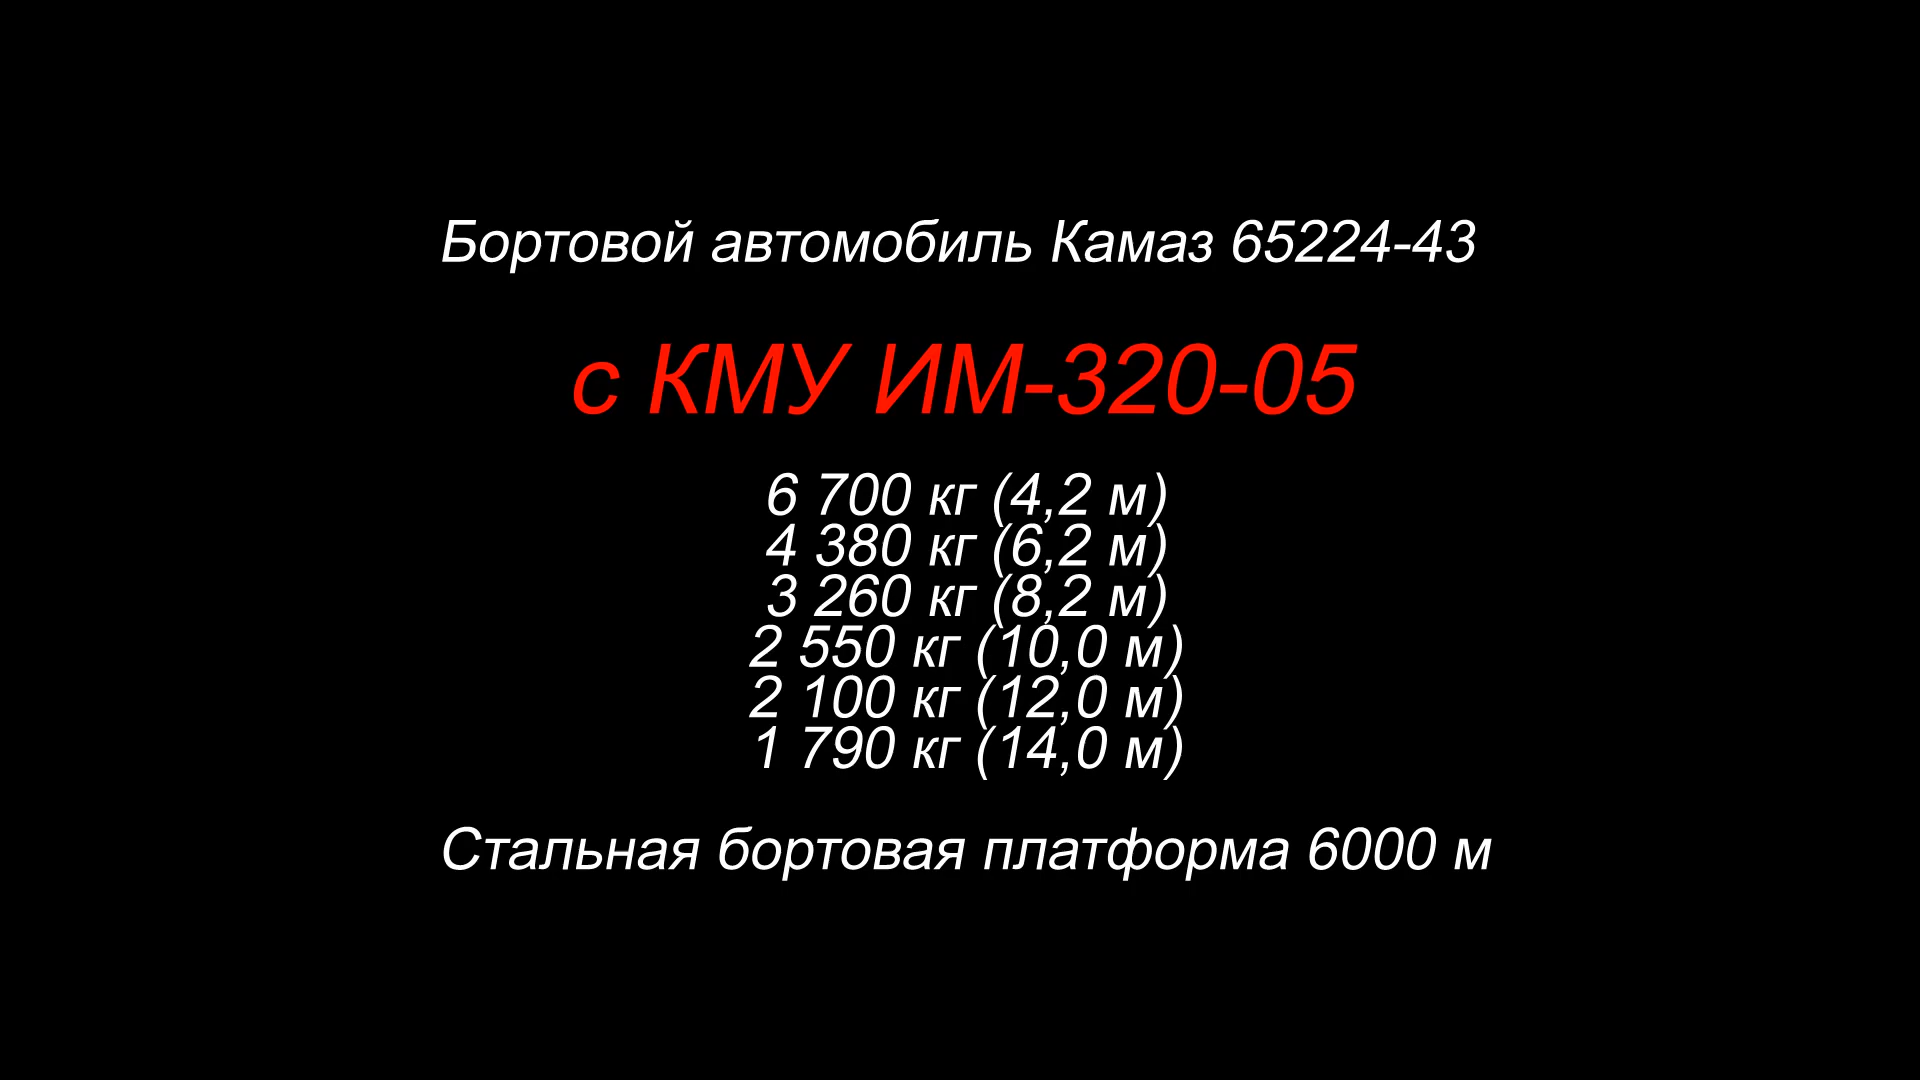 Бортовой автомобиль Камаз 65224-43
с КМУ ИМ-320-05
6 700 кг (4,2 м)
4 380 кг (6,2 м)
3 260 кг (8,2 м)
2 550 кг (10,0 м)
2 100 кг (12,0 м)
1 790 кг (14,0 м)
Стальная бортовая платформа 6000 м